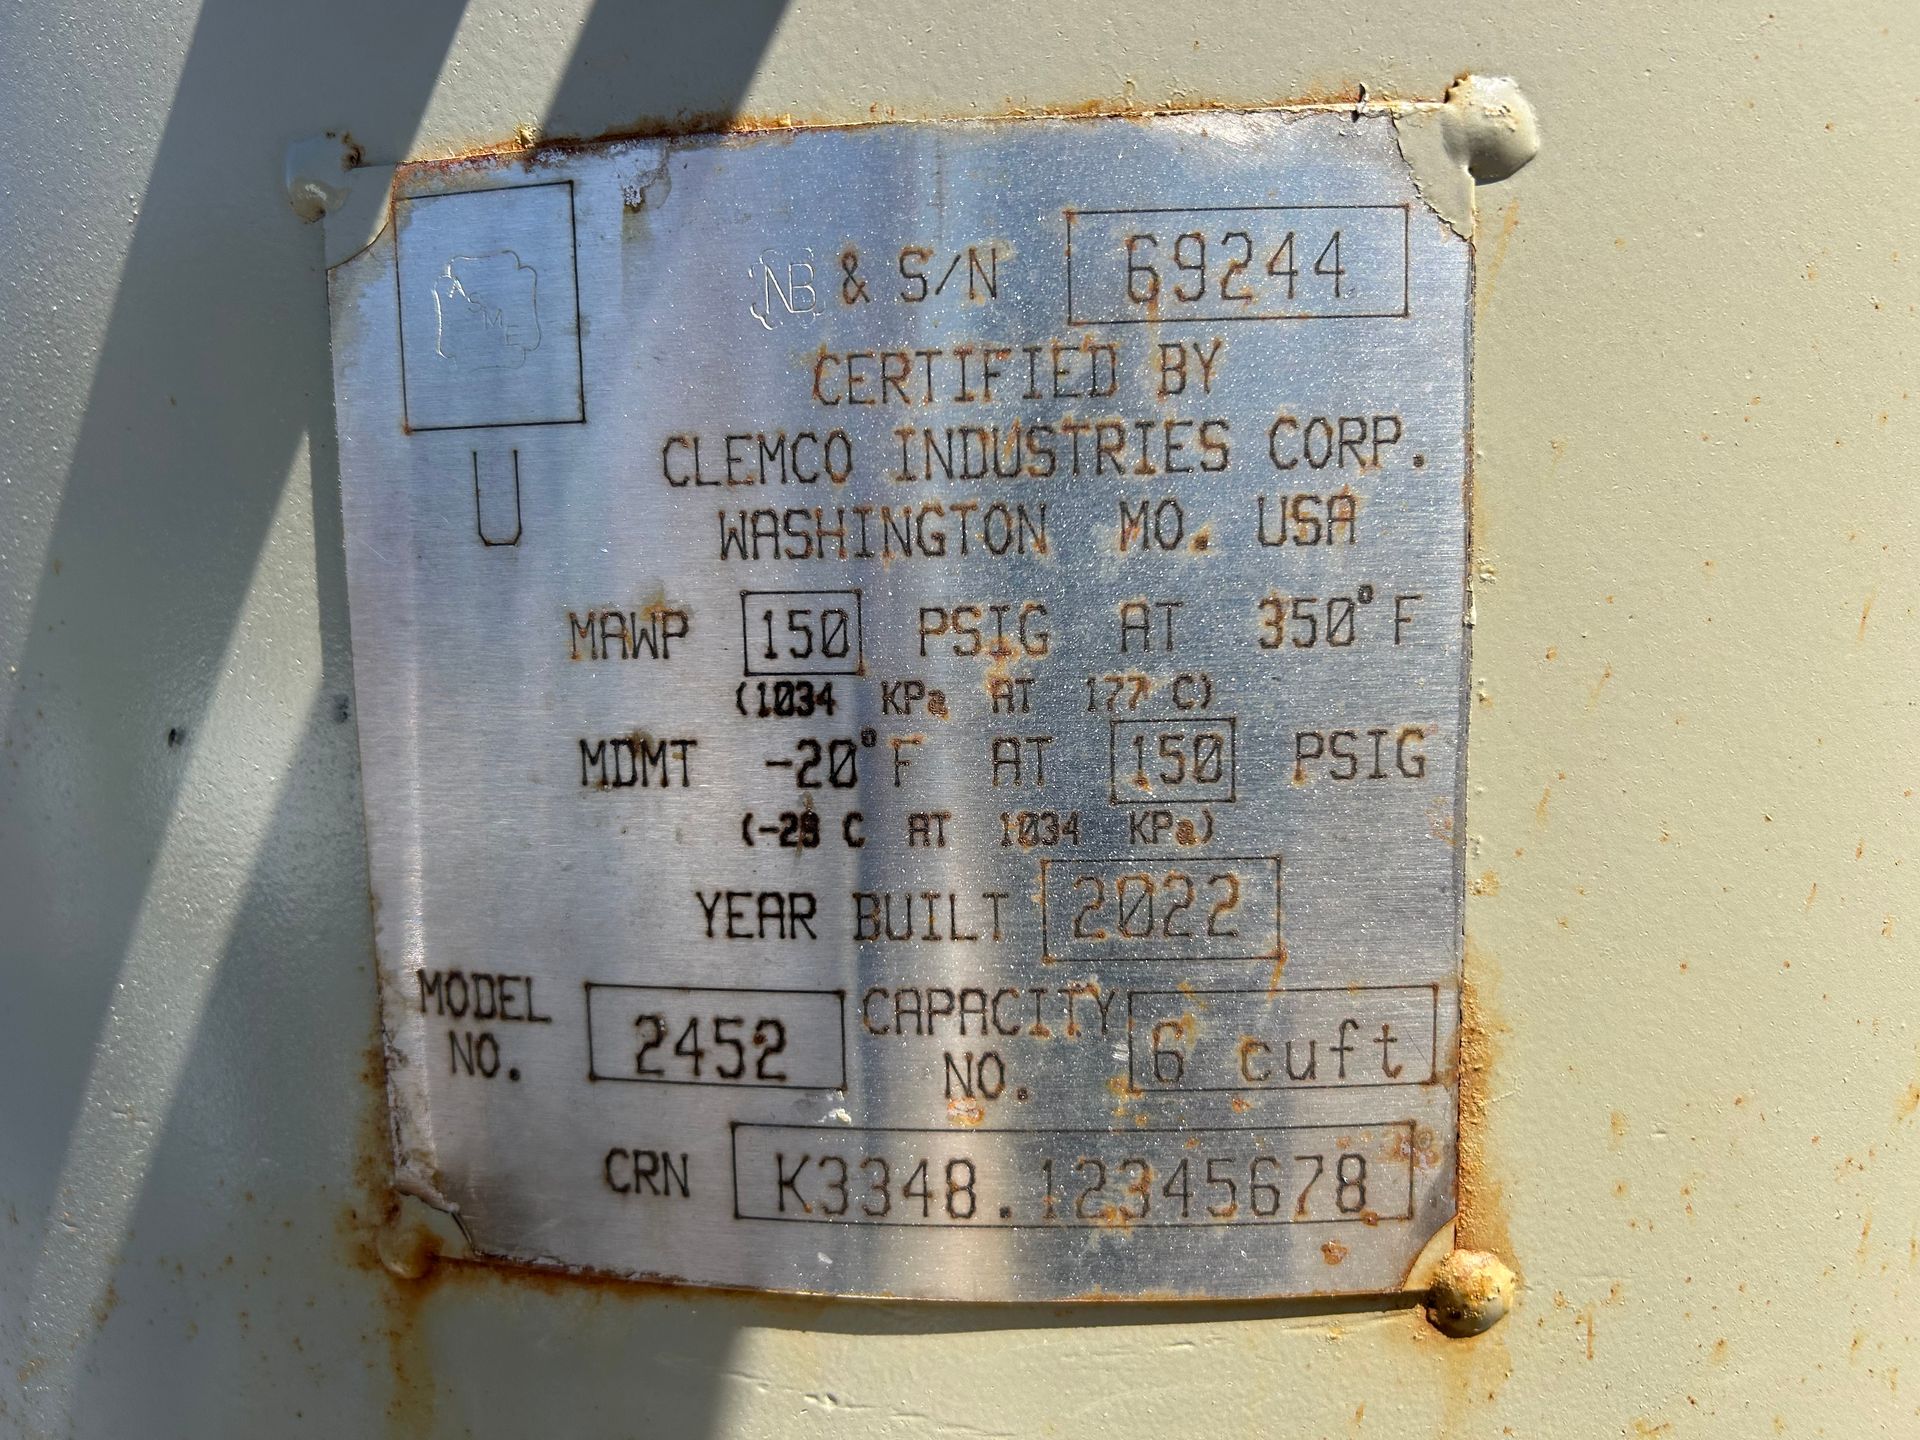 ASME
NB & S/N 69244
CERTIFIED BY
CLEMCO INDUSTRIES CORP.
U
WASHINGTON MO. USA
MAWP 150 PSIG AT 350°F
(1034 KPa AT 177 C)
MDMT -20°F AT 150 PSIG
(-29 C AT 1034 KPa)
YEAR BUILT 2022
MODEL NO. 2452 CAPACITY NO. 6 cuft
CRN K3348.12345678